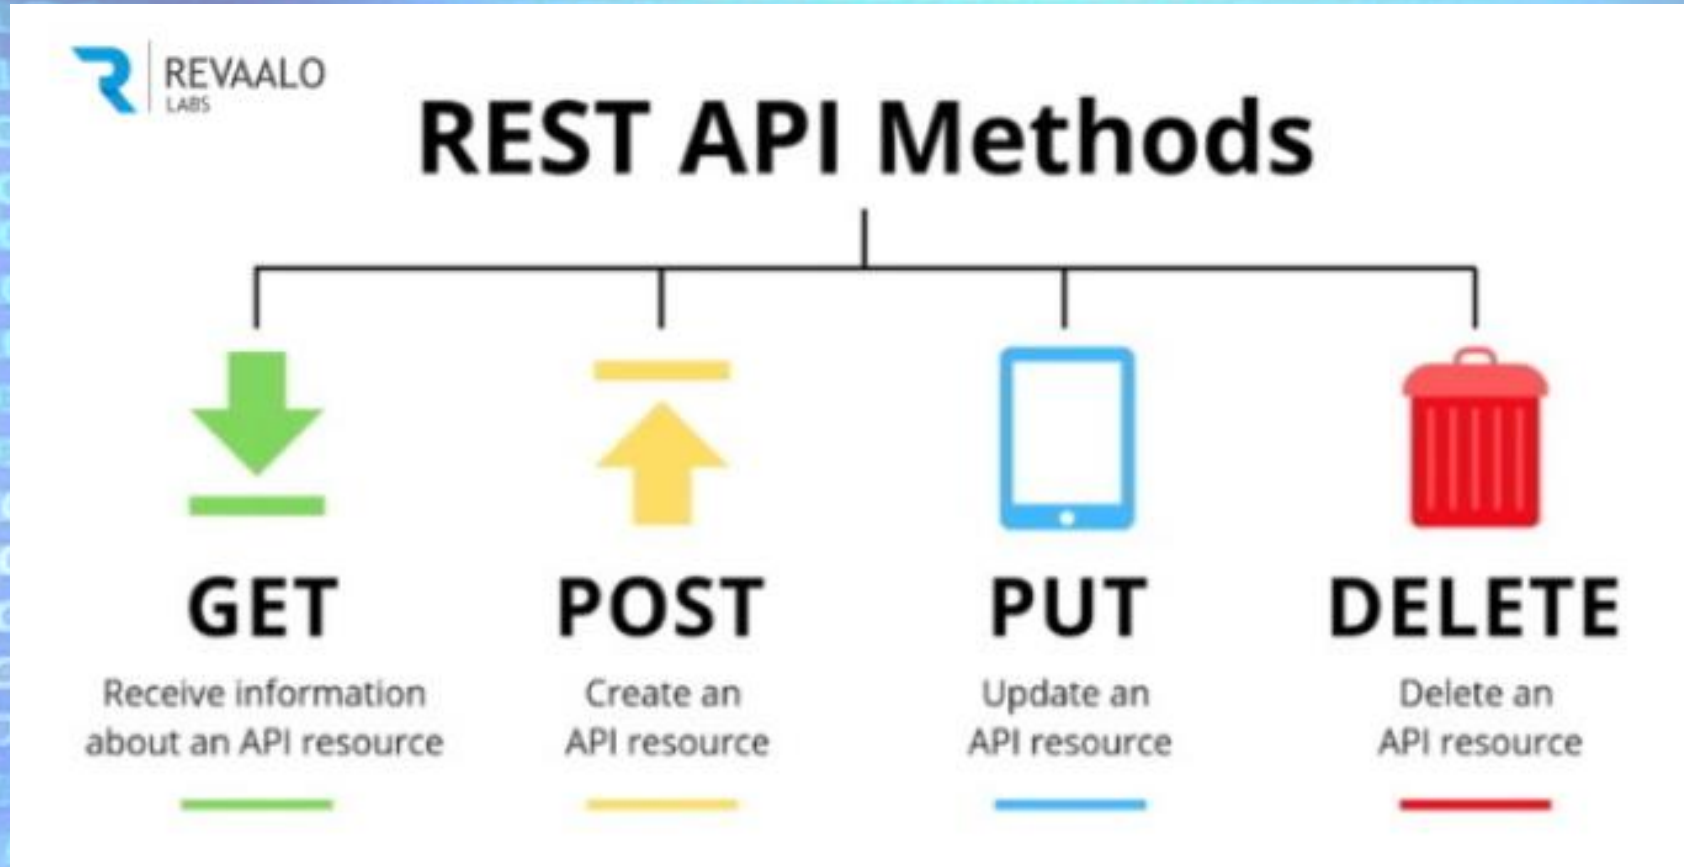 REVAALO
LABS
REST API Methods
GET
Receive information
about an API resource
POST
Create an
API resource
PUT
Update an
API resource
DELETE
Delete an
API resource